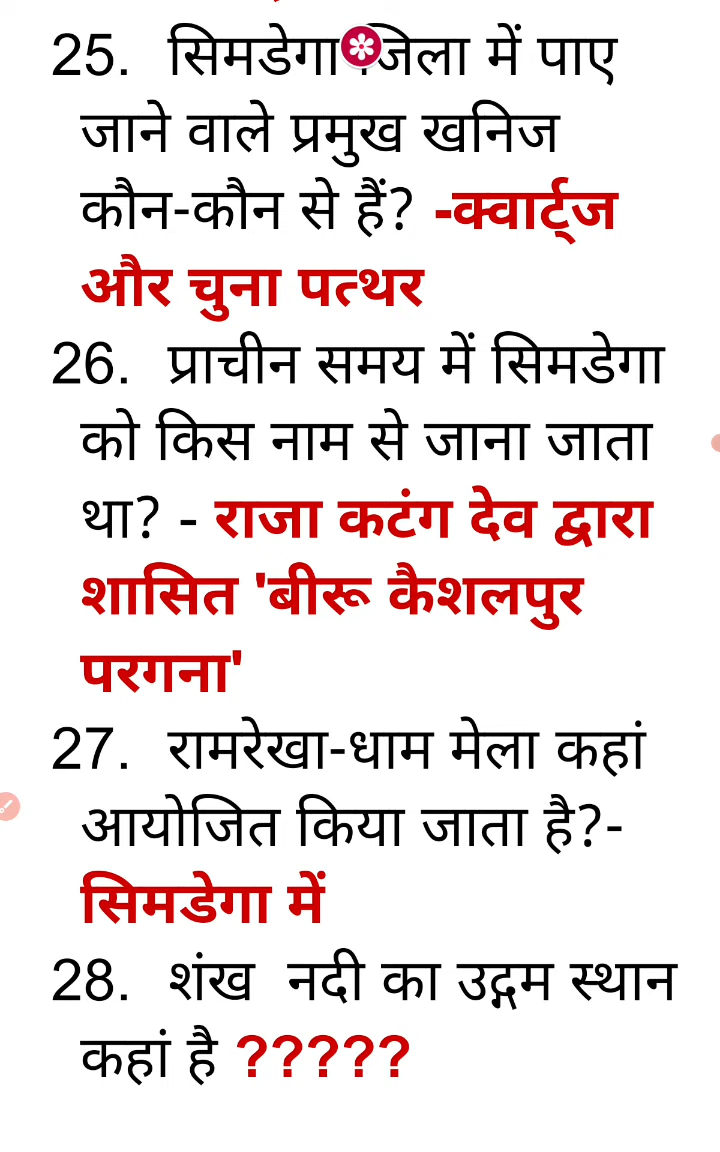 25. सिमडेगा जिला में पाए
जाने वाले प्रमुख खनिज
कौन-कौन से हैं? -क्वार्ट्ज
और चुना पत्थर
26. प्राचीन समय में सिमडेगा
को किस नाम से जाना जाता
था? - राजा कटंग देव द्वारा
शासित 'बीरू कैशलपुर
परगना'
27. रामरेखा-धाम मेला कहां
आयोजित किया जाता है?-
सिमडेगा में
28. शंख नदी का उद्गम स्थान
कहां है ?????